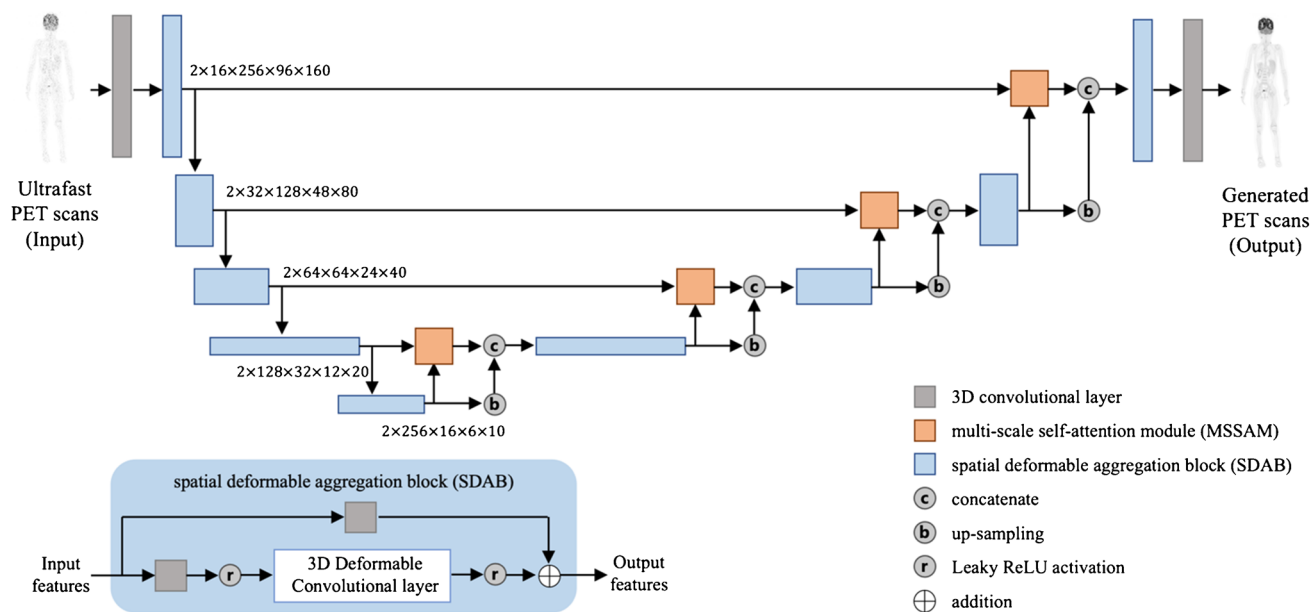 2×16×256×96×160
c
Ultrafast
PET scans
(Input)
2×32×128×48×80
c
b
Generated
PET scans
(Output)
2×64×64×24×40
c
b
c
b
2×128×32×12×20
b
2×256×16×6×10
3D convolutional layer
multi-scale self-attention module (MSSAM)
spatial deformable aggregation block (SDAB)
c concatenate
b up-sampling
r Leaky ReLU activation
addition
spatial deformable aggregation block (SDAB)
Input
features
r
3D Deformable
Convolutional layer
r
Output
features